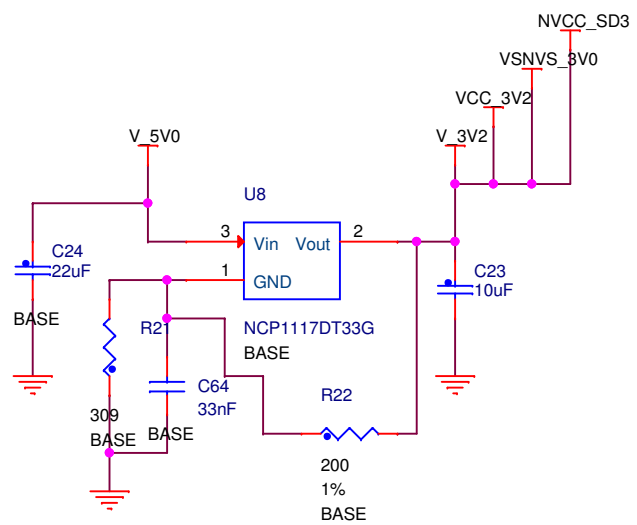 NVCC_SD3
VSNVS_3V0
VCC_3V2
V_5V0
V_3V2
U8
3
Vin
Vout
2
C24
22uF
1
GND
C23
10uF
BASE
R21
NCP1117DT33G
BASE
C64
33nF
R22
309
BASE
BASE
200
1%
BASE